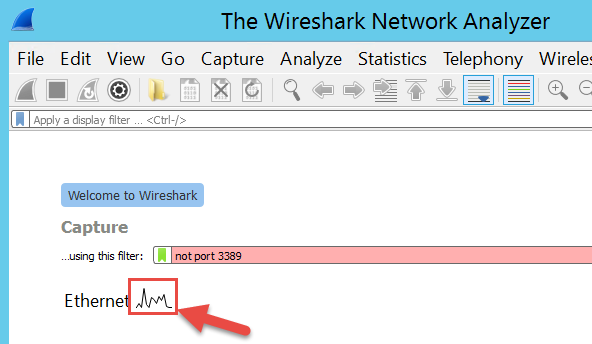 The Wireshark Network Analyzer
File Edit View Go Capture Analyze Statistics Telephony Wirele
Apply a display filter ... <Ctrl-/>
Welcome to Wireshark
Capture
...using this filter: not port 3389
Ethernet